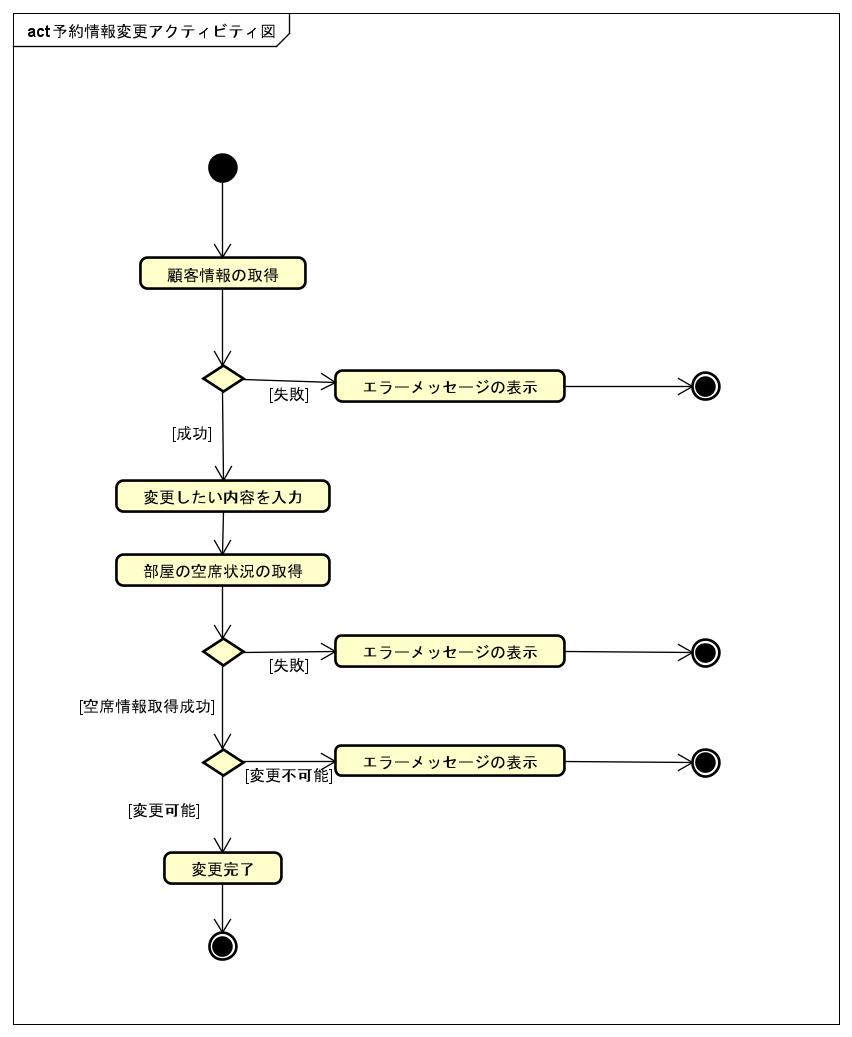 act 予約情報変更アクティビティ図
顧客情報の取得
エラーメッセージの表示
[失敗]
[成功]
変更したい内容を入力
部屋の空席状況の取得
エラーメッセージの表示
[失敗]
[空席情報取得成功]
エラーメッセージの表示
[変更不可能]
[変更可能]
変更完了